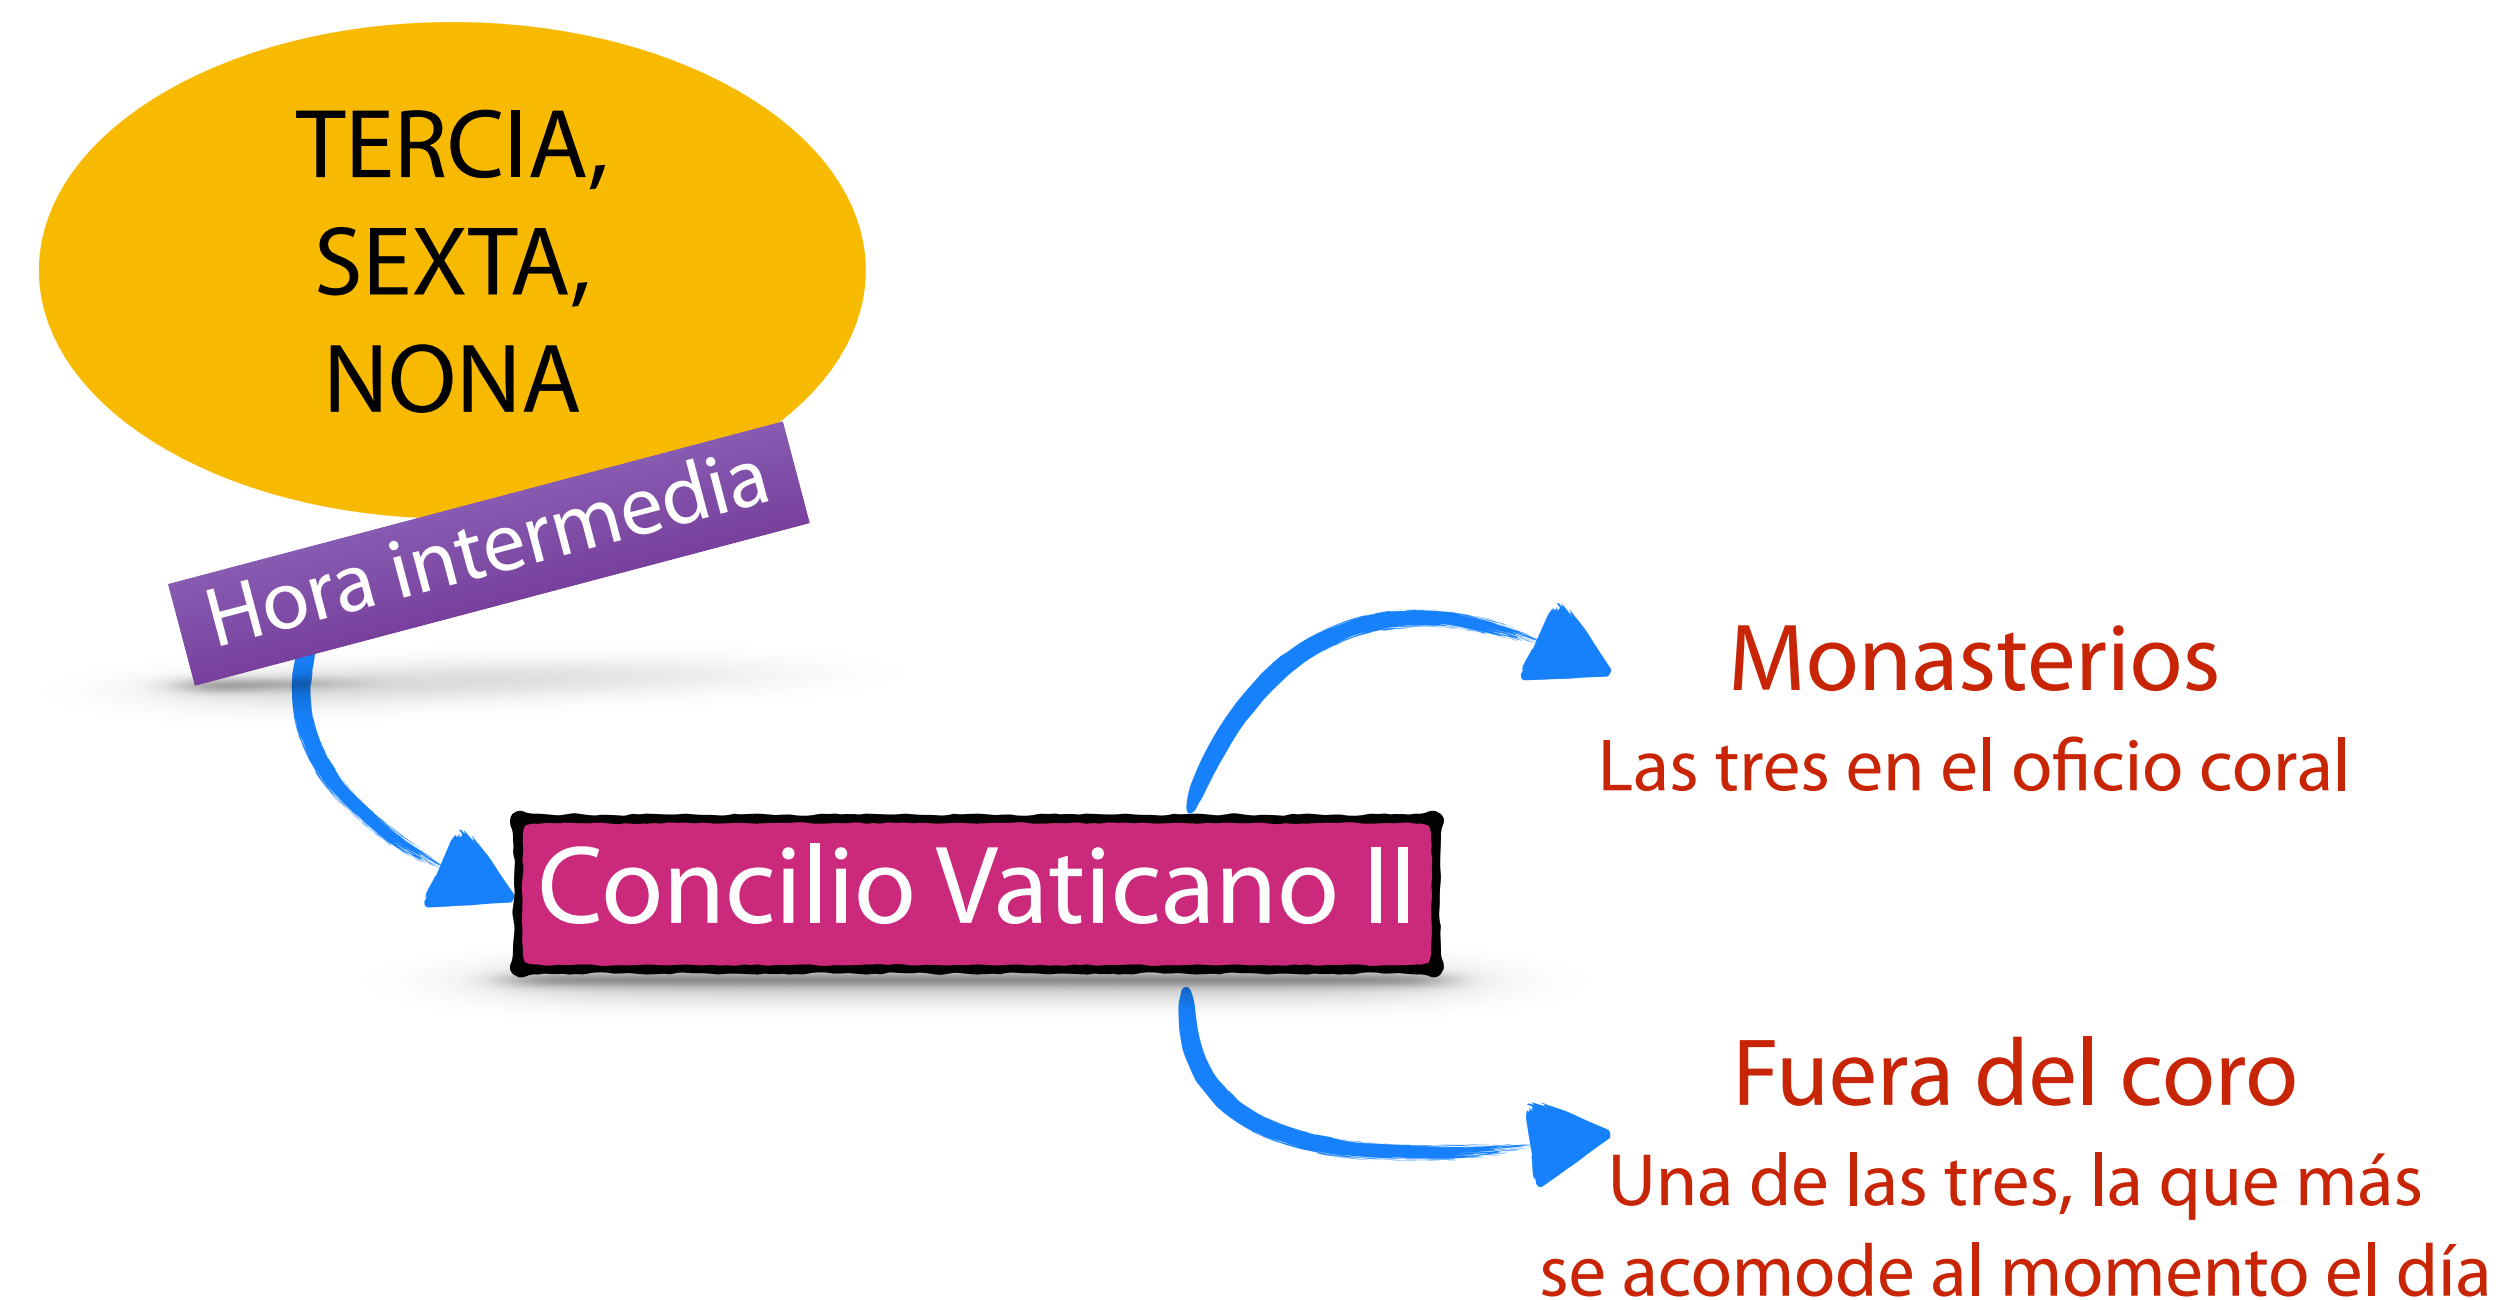 TERCIA,
SEXTA,
NONA
Hora intermedia
Concilio Vaticano II
Monasterios
Las tres en el oficio coral
Fuera del coro
Una de las tres, la que más
se acomode al momento el día